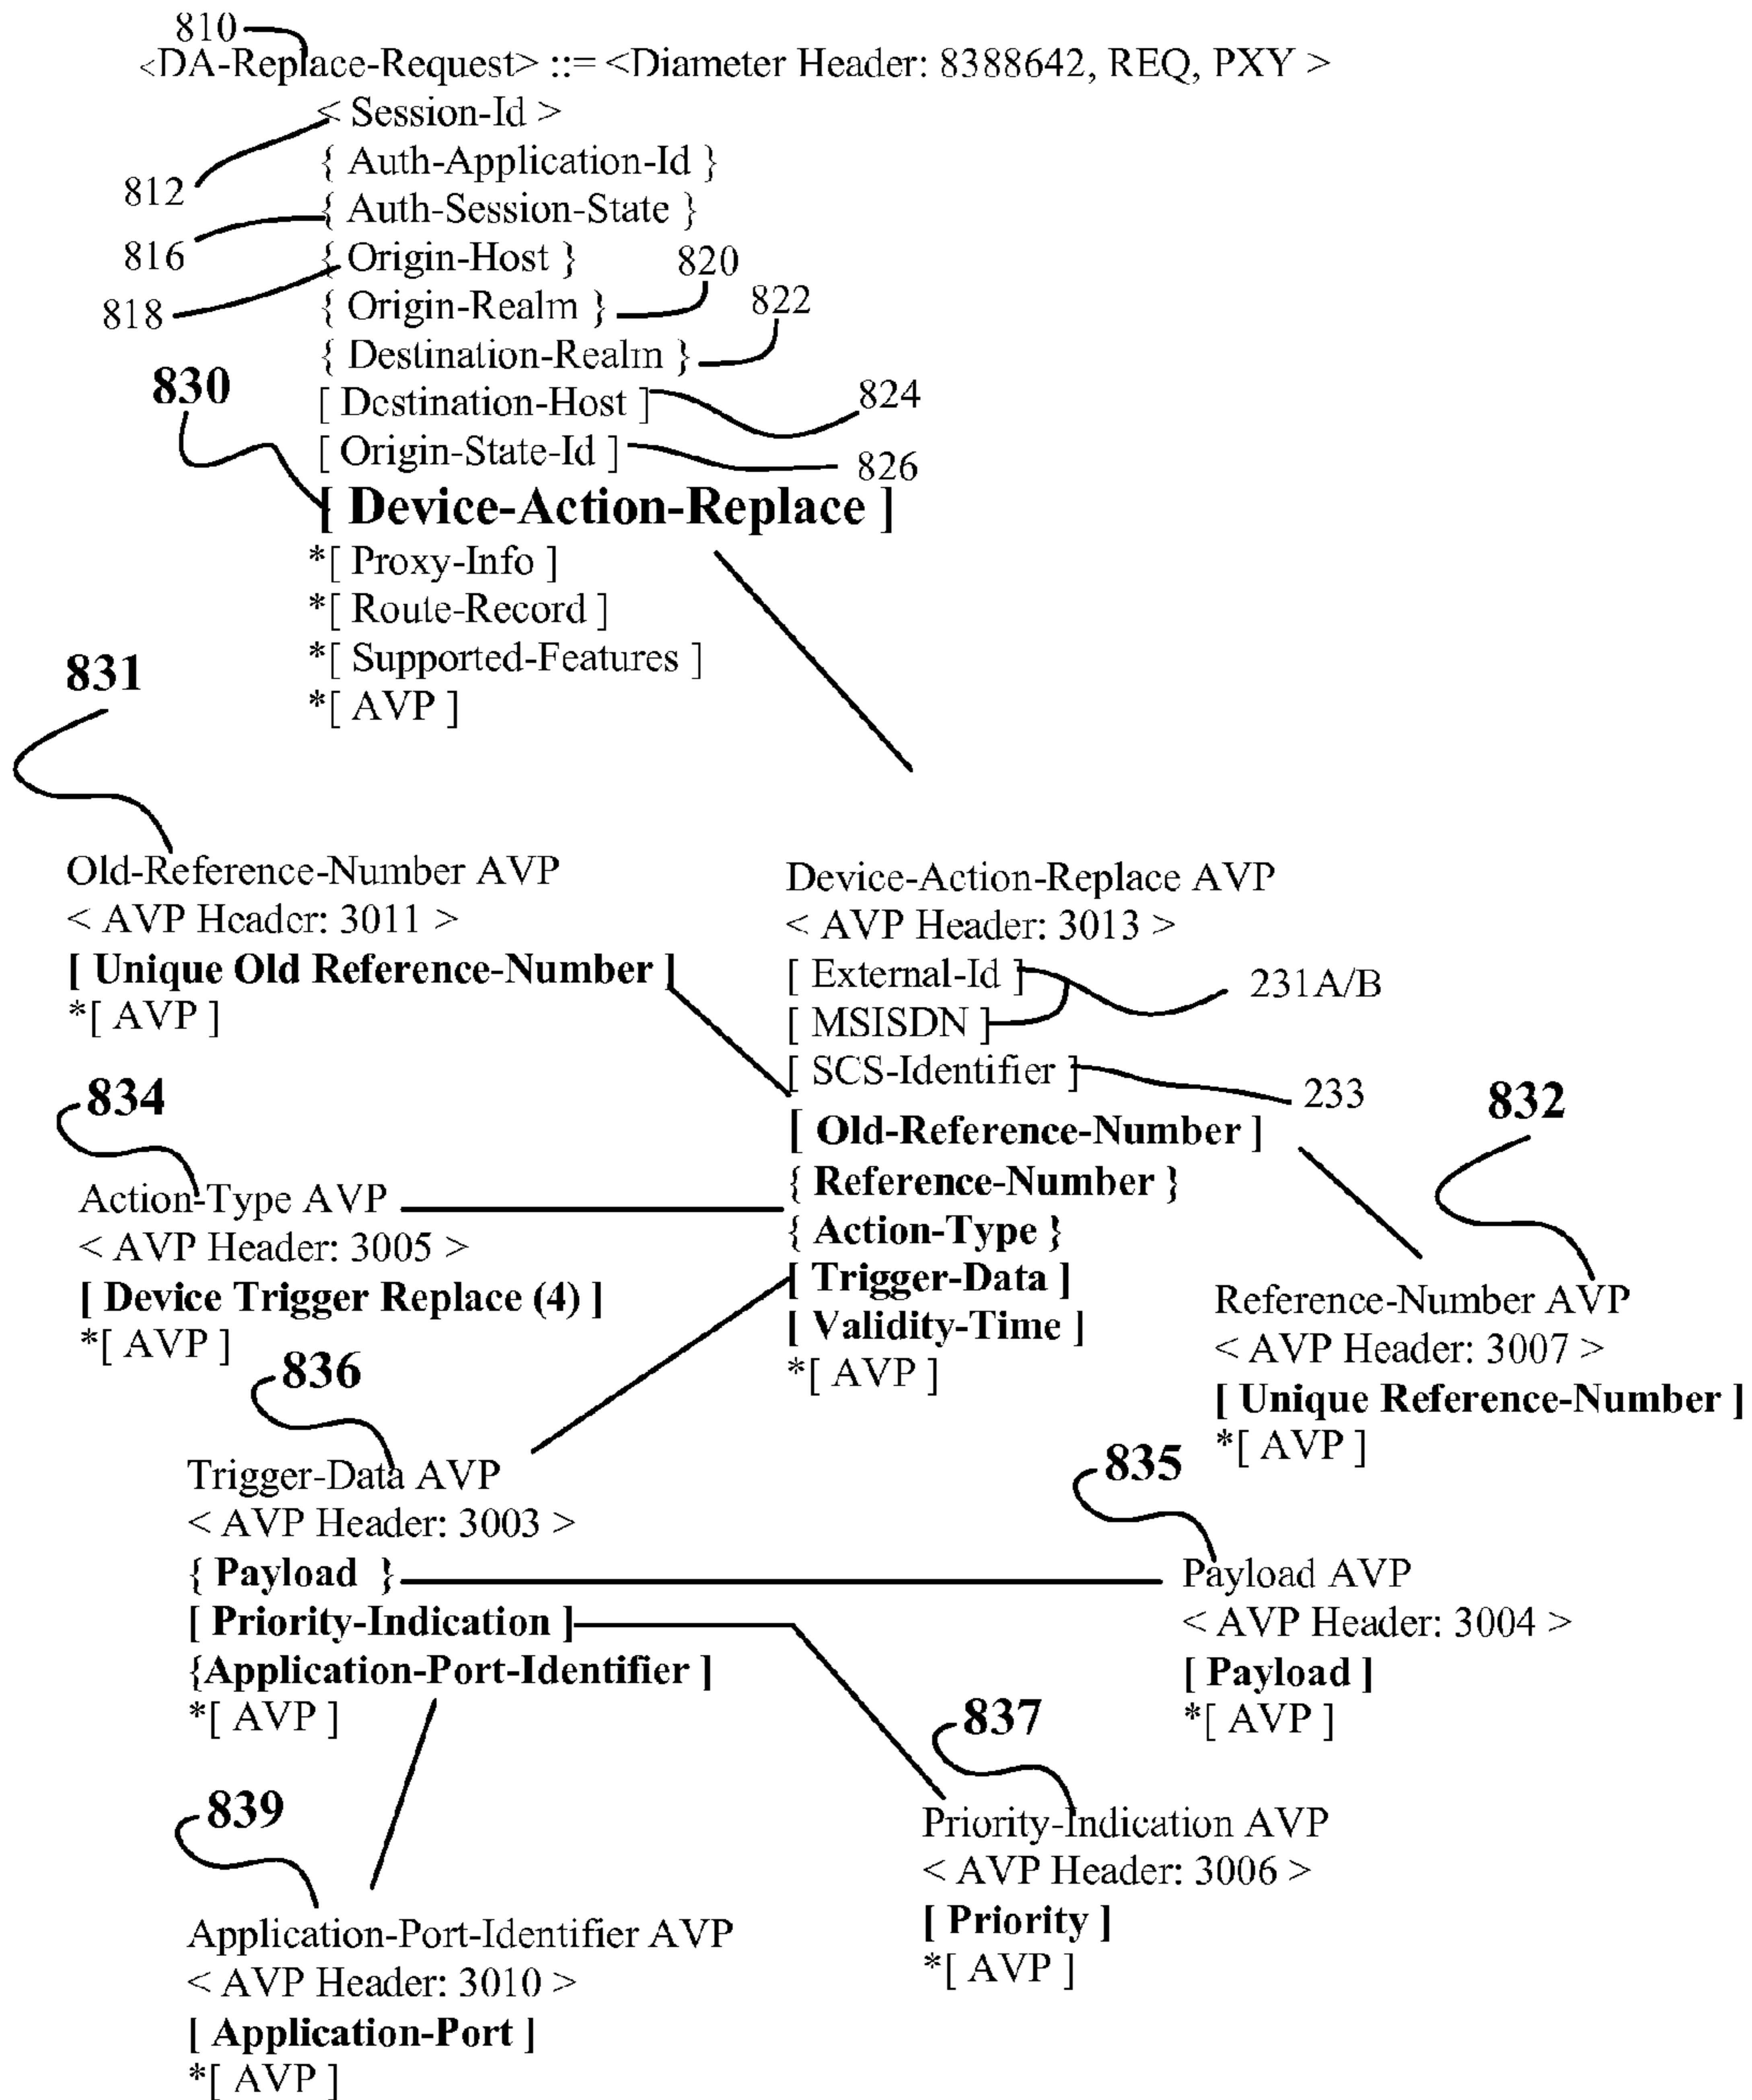 810
<DA-Replace-Request> ::= <Diameter Header: 8388642, REQ, PXY >
< Session-Id >
{ Auth-Application-Id }
812
{ Auth-Session-State }
816
{ Origin-Host }
820
818
{ Origin-Realm }
822
{ Destination-Realm }
830
[ Destination-Host ]
824
[ Origin-State-Id ]
826
[ Device-Action-Replace ]
*[ Proxy-Info ]
*[ Route-Record ]
*[ Supported-Features ]
*[ AVP ]
831
Old-Reference-Number AVP
< AVP Header: 3011 >
[ Unique Old Reference-Number ]
*[ AVP ]
Device-Action-Replace AVP
< AVP Header: 3013 >
[ External-Id ]
231A/B
[ MSISDN ]
[ SCS-Identifier ]
233
[ Old-Reference-Number ]
{ Reference-Number }
{ Action-Type }
[ Trigger-Data ]
[ Validity-Time ]
*[ AVP ]
834
Action-Type AVP
< AVP Header: 3005 >
[ Device Trigger Replace (4) ]
*[ AVP ]
832
Reference-Number AVP
< AVP Header: 3007 >
[ Unique Reference-Number ]
*[ AVP ]
836
Trigger-Data AVP
< AVP Header: 3003 >
{ Payload }
[ Priority-Indication ]
{Application-Port-Identifier ]
*[ AVP ]
835
Payload AVP
< AVP Header: 3004 >
[ Payload ]
*[ AVP ]
837
Priority-Indication AVP
< AVP Header: 3006 >
[ Priority ]
*[ AVP ]
839
Application-Port-Identifier AVP
< AVP Header: 3010 >
[ Application-Port ]
*[ AVP ]